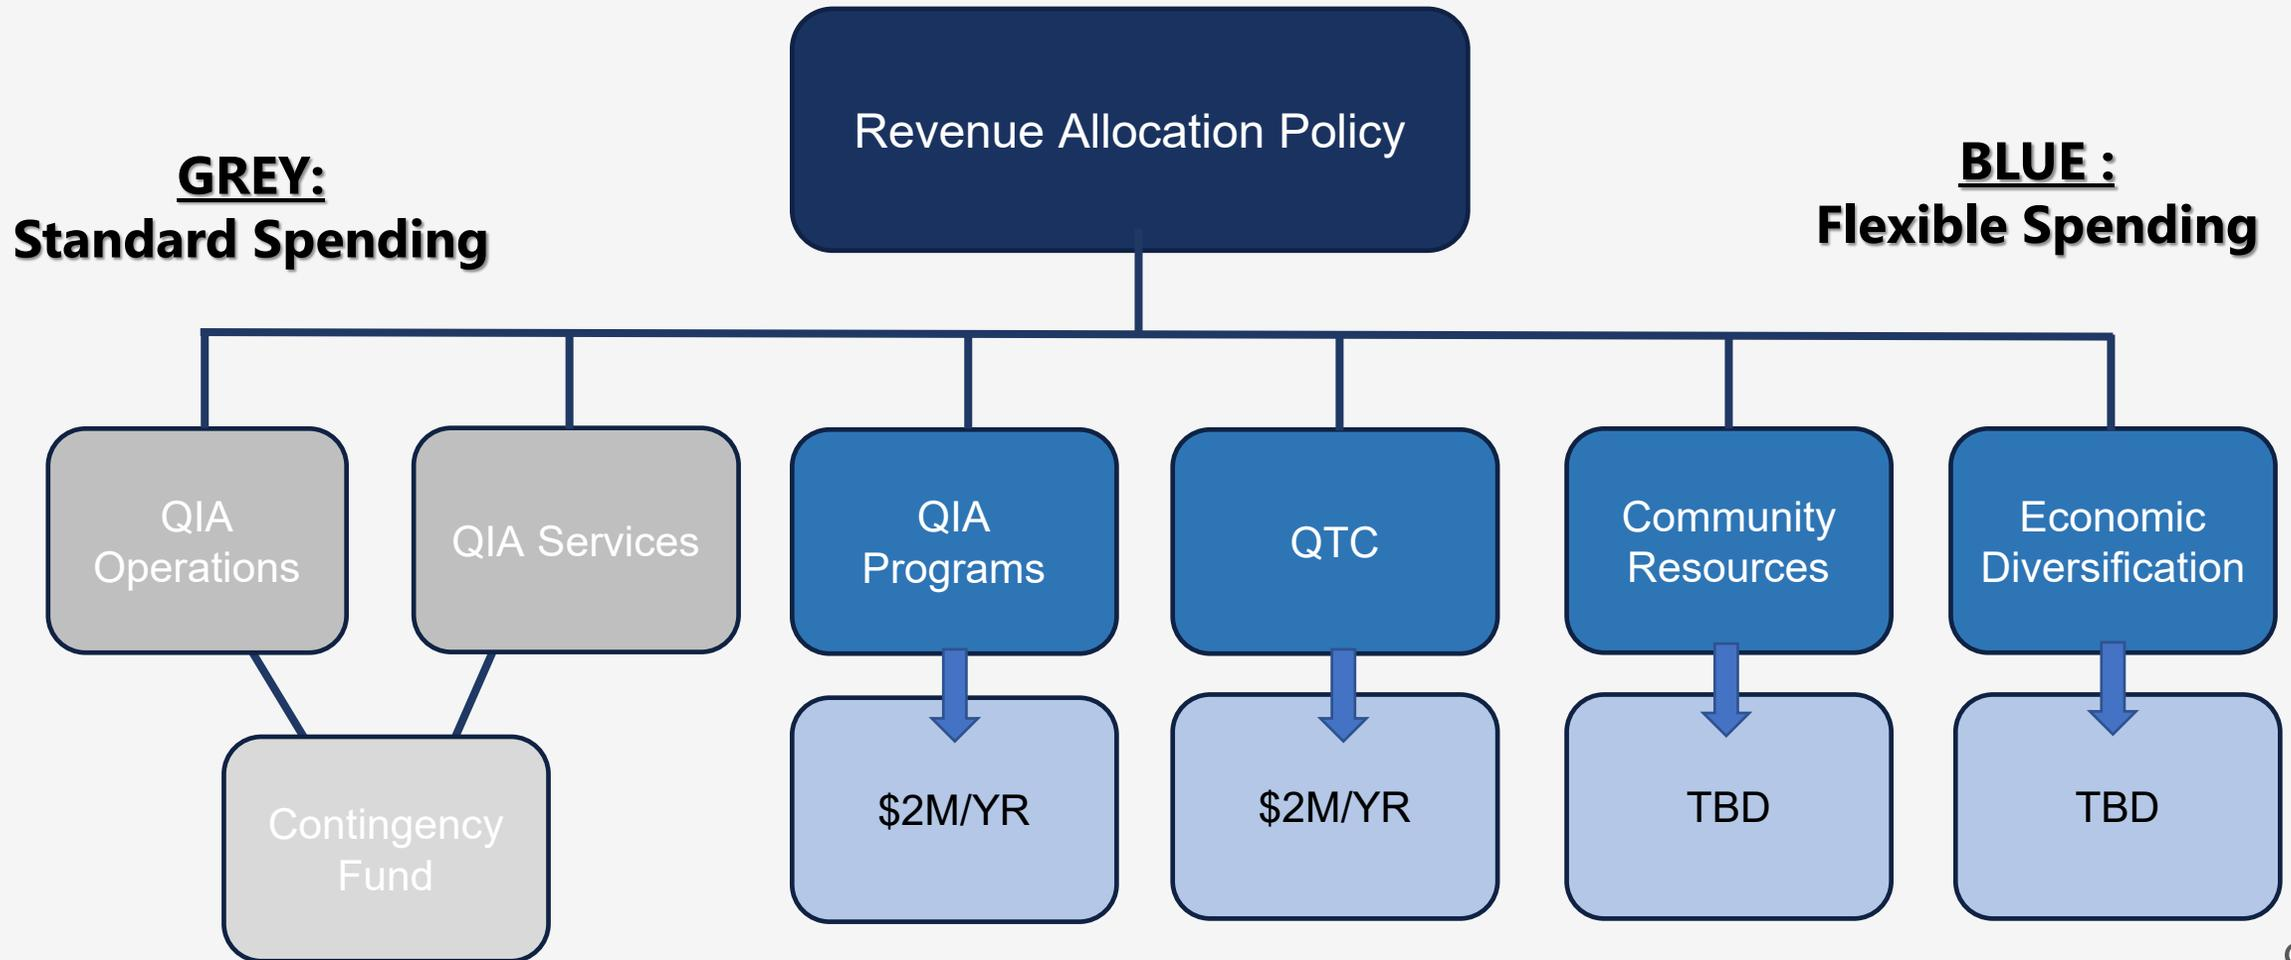 Revenue Allocation Policy
GREY:
Standard Spending
BLUE :
Flexible Spending
QIA
Operations
QIA Services
QIA
Programs
QTC
Community
Resources
Economic
Diversification
Contingency
Fund
$2M/YR
$2M/YR
TBD
TBD